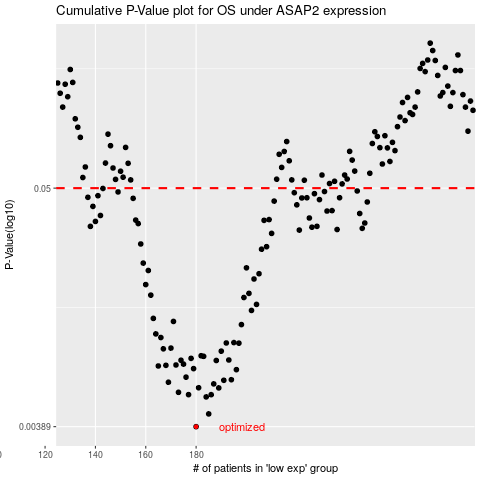 Cumulative P-Value plot for OS under ASAP2 expression
P-Value(log10)
0.05
0.00389
optimized
0 120 140 160 180
# of patients in 'low exp' group